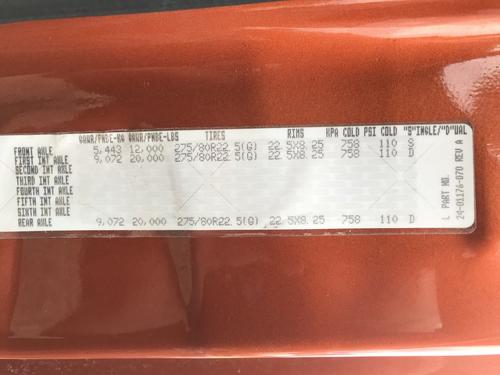 GAWR/PNBE-KG GAWR/PNBE-LBS TIRES RIMS KPA COLD PSI COLD "S"INGLE/"D"UAL
FRONT AXLE 5,443 12,000 275/80R22.5(G) 22.5X8.25 758 110 S
FIRST INT AXLE 9,072 20,000 275/80R22.5(G) 22.5X8.25 758 110 D
SECOND INT AXLE
THIRD INT AXLE
FOURTH INT AXLE
FIFTH INT AXLE
SIXTH INT AXLE
REAR AXLE 9,072 20,000 275/80R22.5(G) 22.5X8.25 758 110 D
L PART NO.
24-01176-070 REV A